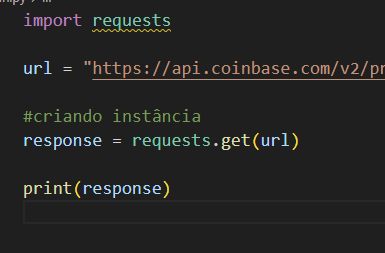 import requests
url = "https://api.coinbase.com/v2/pr
#criando instância
response = requests.get(url)
print(response)